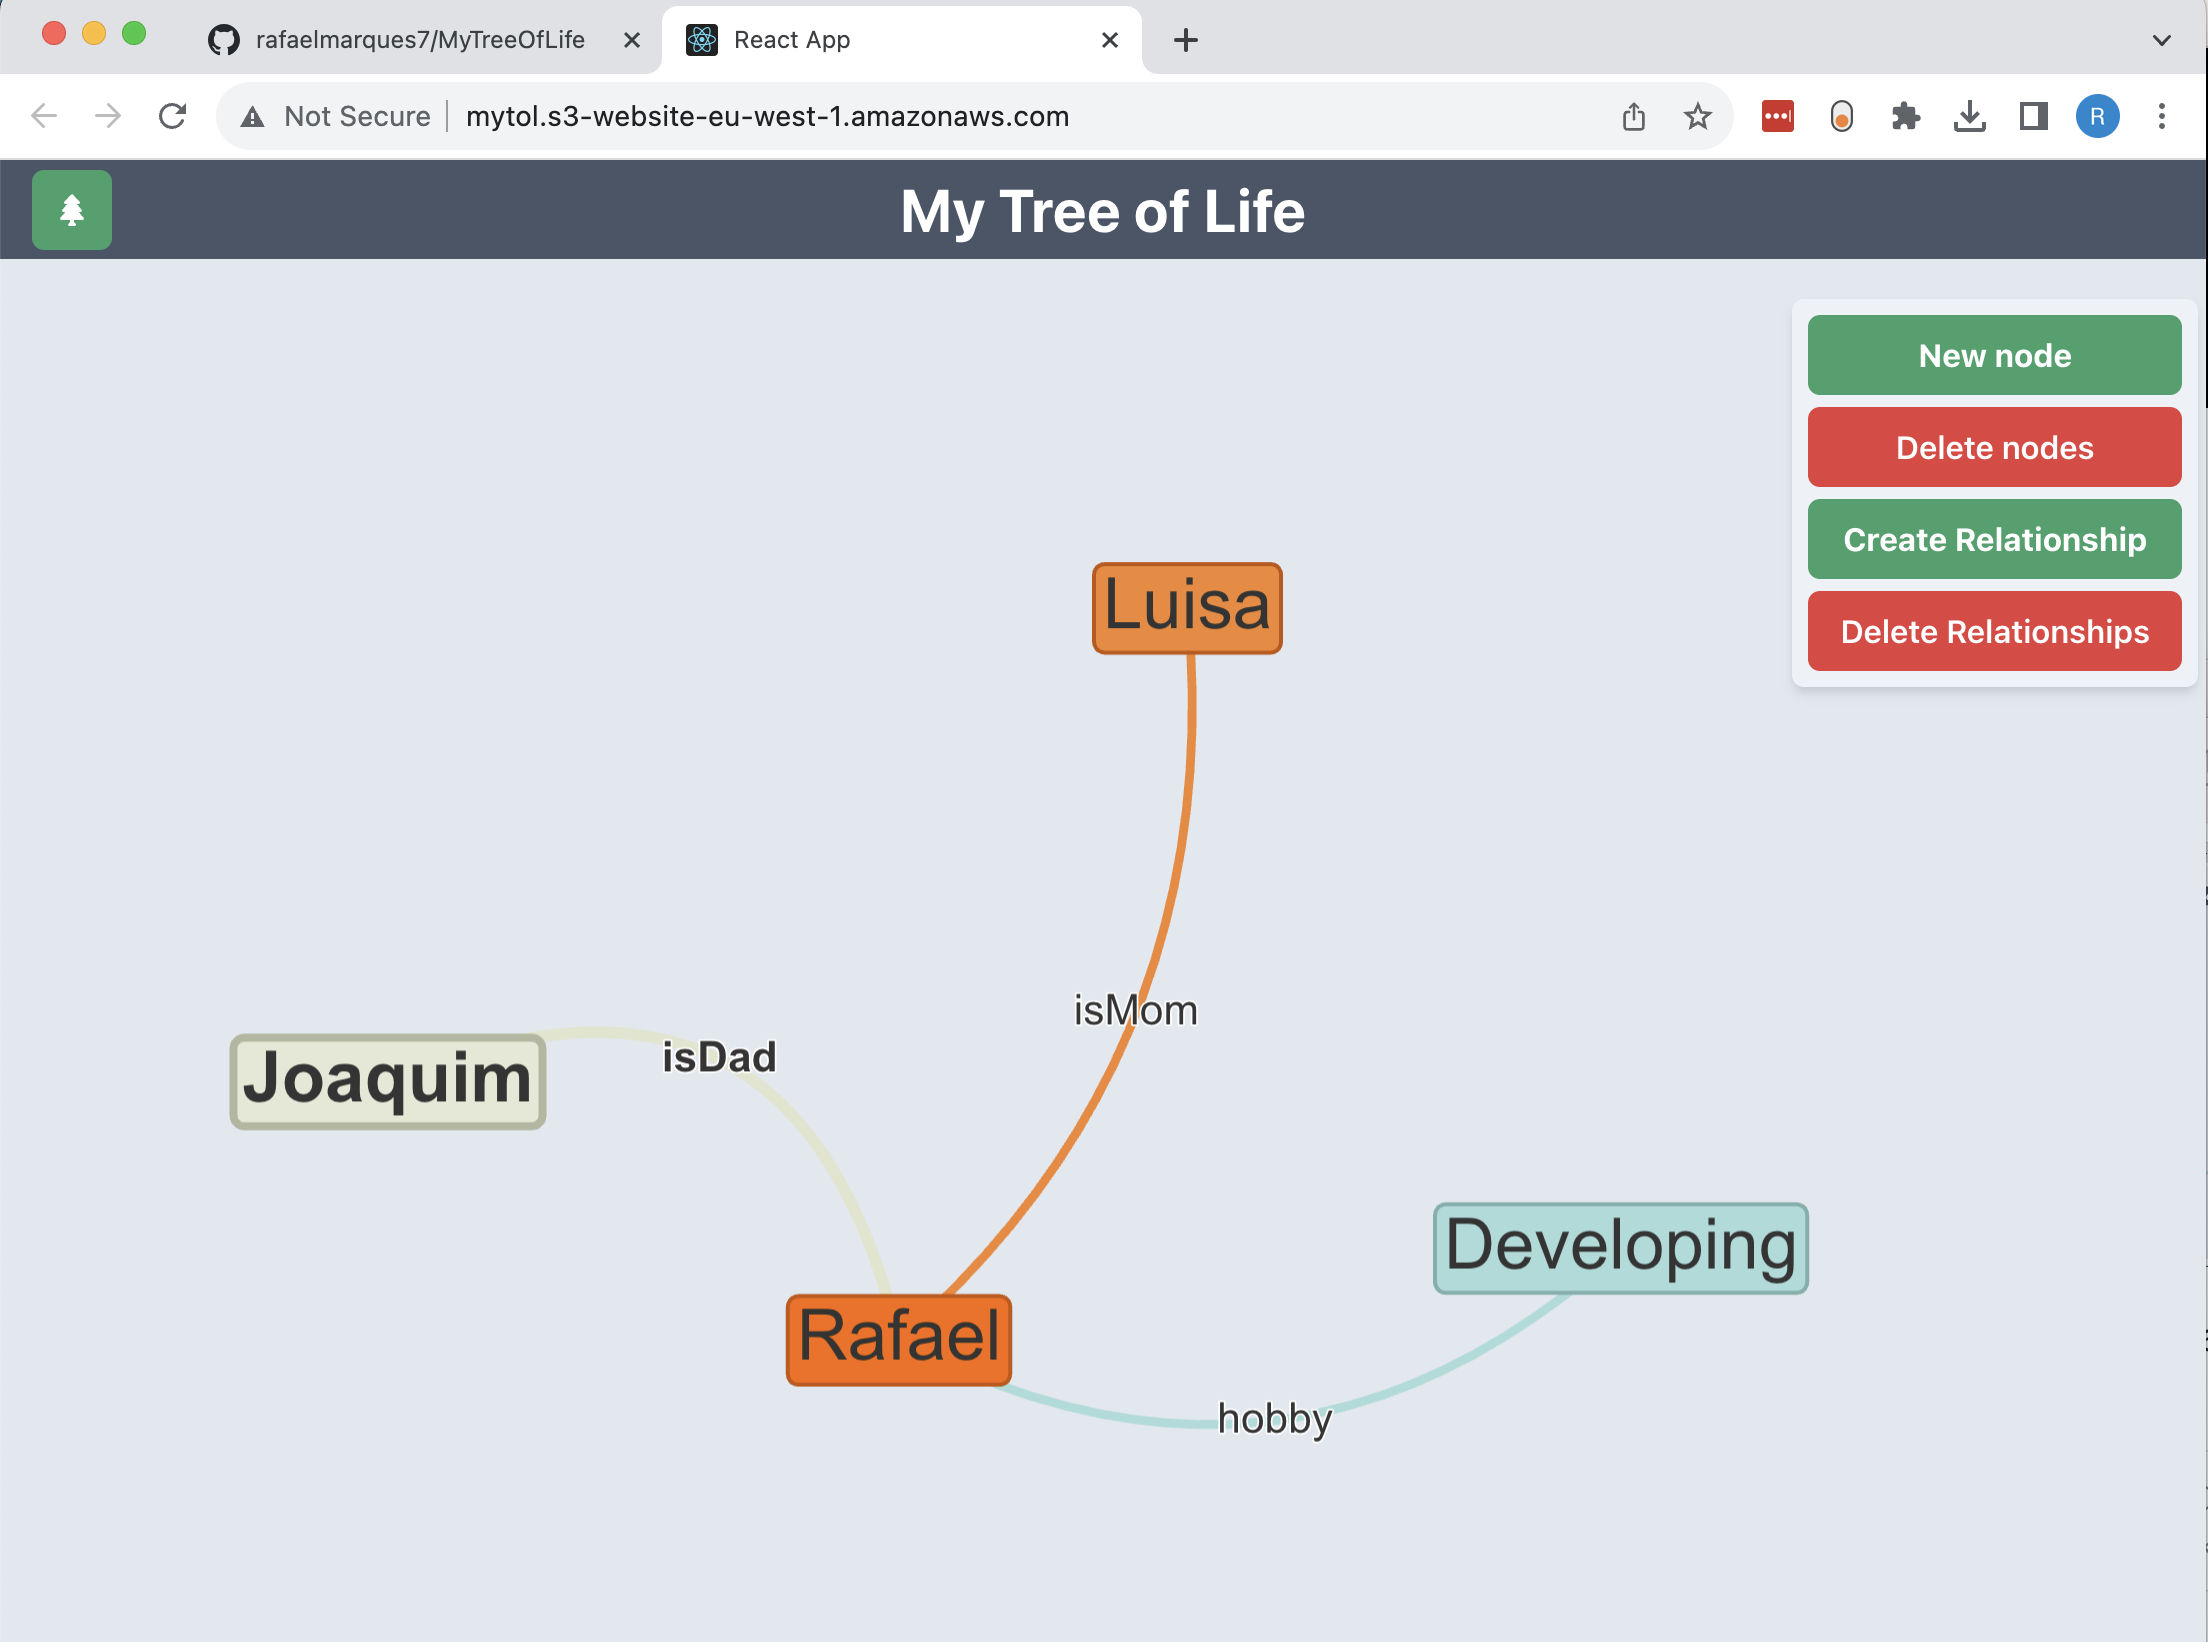 rafaelmarques7/MyTreeOfLife
React App
Not Secure
mytol.s3-website-eu-west-1.amazonaws.com
R
My Tree of Life
New node
Delete nodes
Create Relationship
Delete Relationships
Luisa
isMom
Joaquim
isDad
Developing
Rafael
hobby